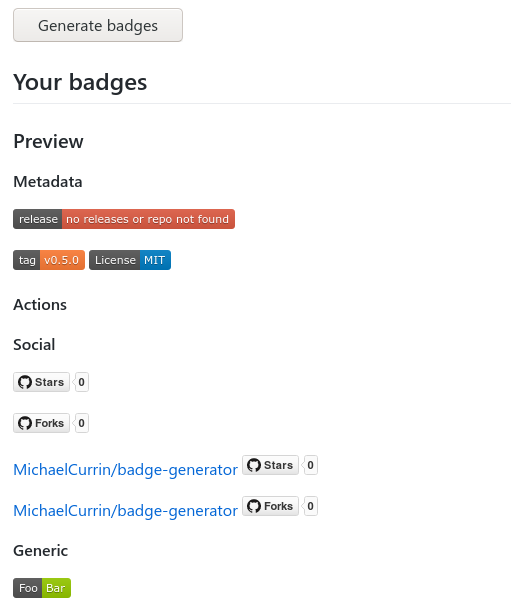 Generate badges
Your badges
Preview
Metadata
release no releases or repo not found
tag v0.5.0 License MIT
Actions
Social
Stars 0
Forks 0
MichaelCurrin/badge-generator Stars 0
MichaelCurrin/badge-generator Forks 0
Generic
Foo Bar